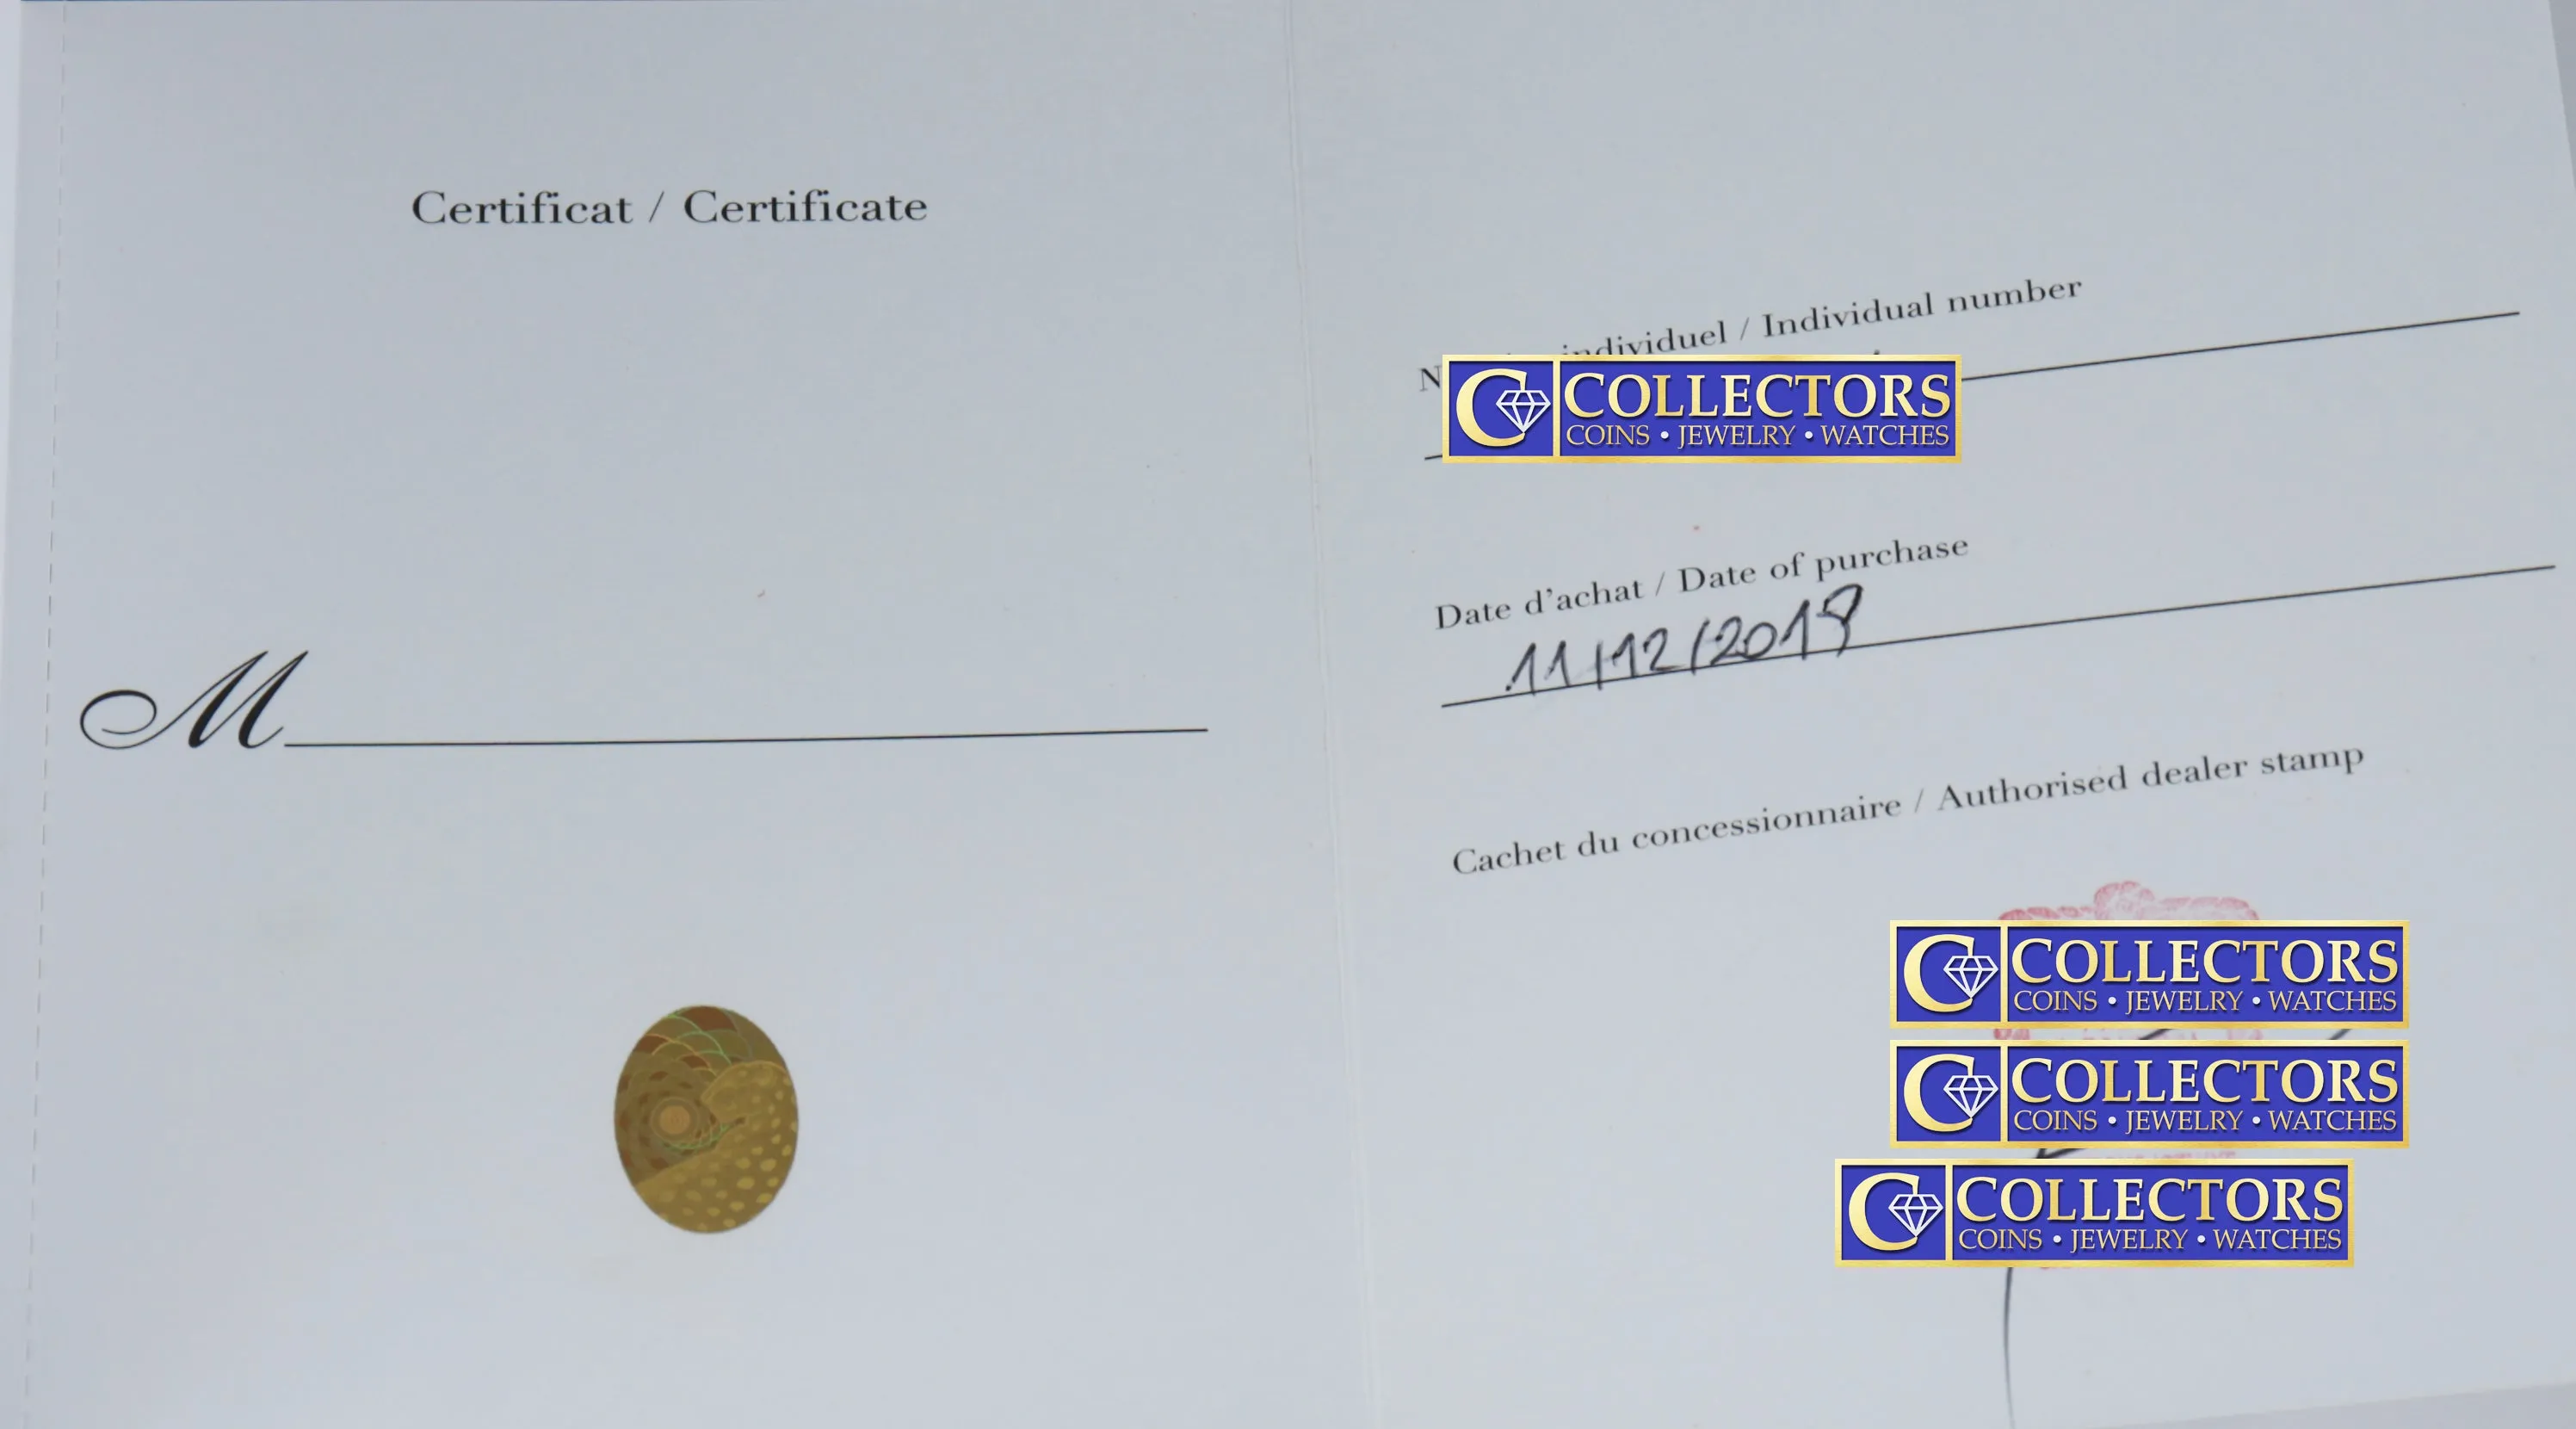 Certificat / Certificate
M
individuel / Individual number
COLLECTORS
COINS • JEWELRY • WATCHES
Date d'achat / Date of purchase
11/12/2018
Cachet du concessionnaire / Authorised dealer stamp
COLLECTORS
COINS • JEWELRY • WATCHES
COLLECTORS
COINS • JEWELRY • WATCHES
COLLECTORS
COINS • JEWELRY • WATCHES